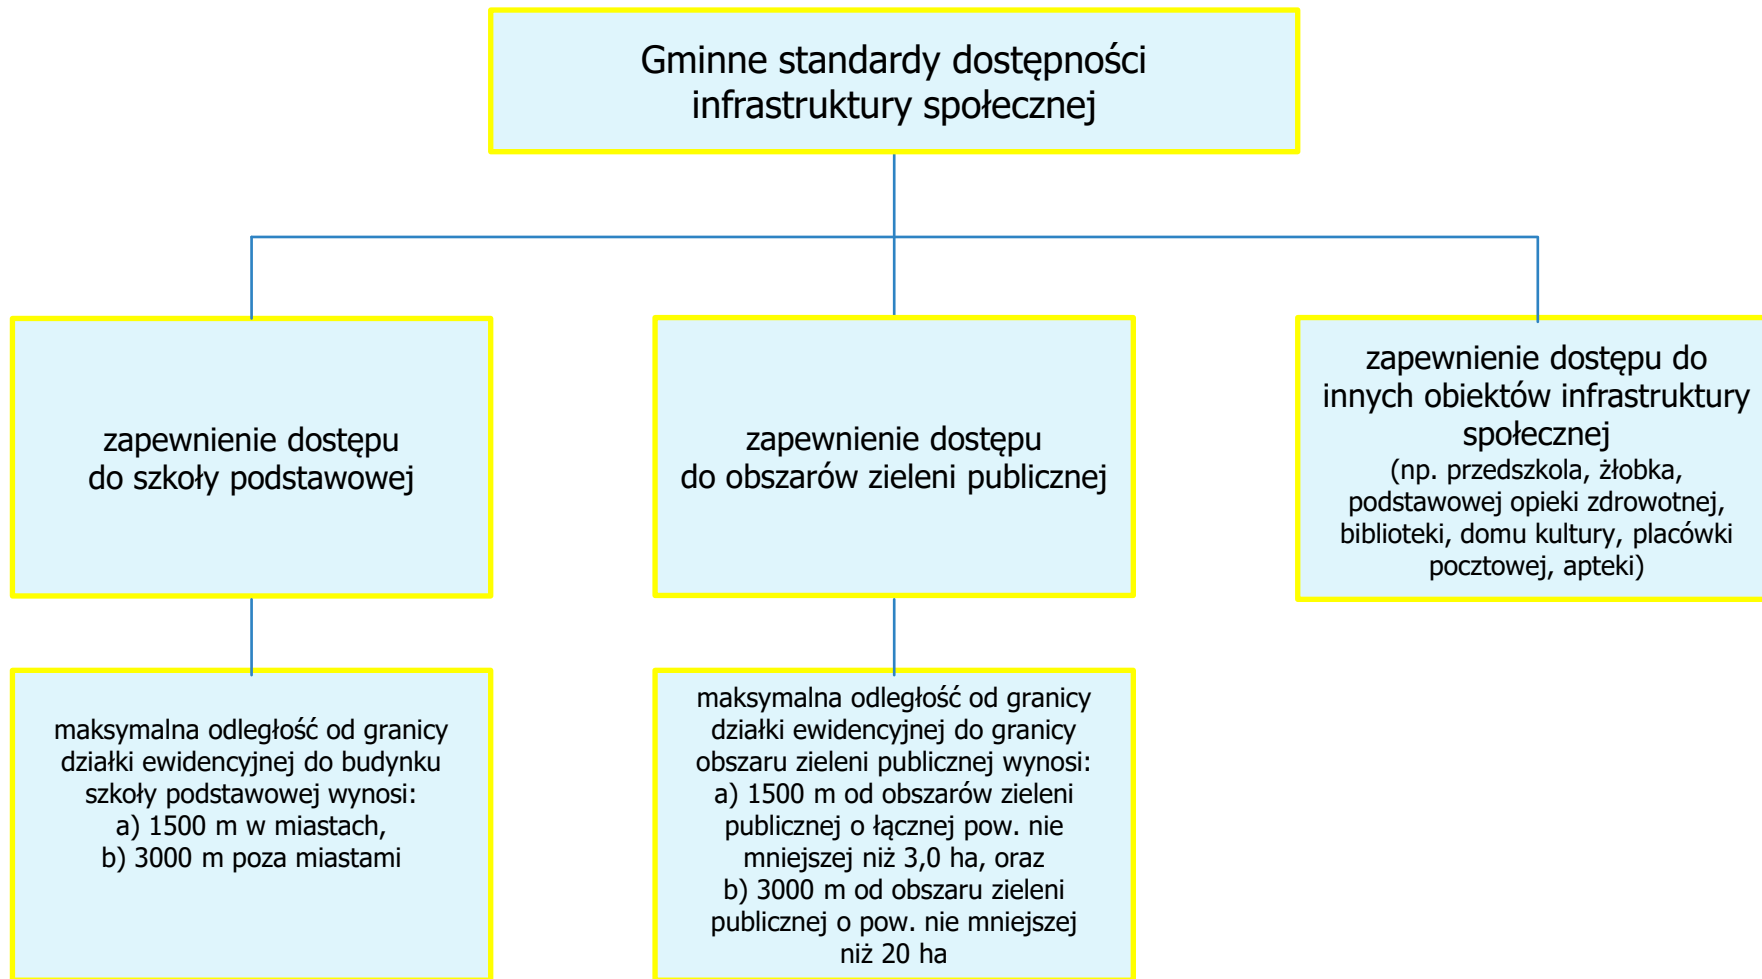 Gminne standardy dostępności
infrastruktury społecznej
zapewnienie dostępu
do szkoły podstawowej
zapewnienie dostępu
do obszarów zieleni publicznej
zapewnienie dostępu do
innych obiektów infrastruktury
społecznej
(np. przedszkola, żłobka,
podstawowej opieki zdrowotnej,
biblioteki, domu kultury, placówki
pocztowej, apteki)
maksymalna odległość od granicy
działki ewidencyjnej do budynku
szkoły podstawowej wynosi:
a) 1500 m w miastach,
b) 3000 m poza miastami
maksymalna odległość od granicy
działki ewidencyjnej do granicy
obszaru zieleni publicznej wynosi:
a) 1500 m od obszarów zieleni
publicznej o łącznej pow. nie
mniejszej niż 3,0 ha, oraz
b) 3000 m od obszaru zieleni
publicznej o pow. nie mniejszej
niż 20 ha